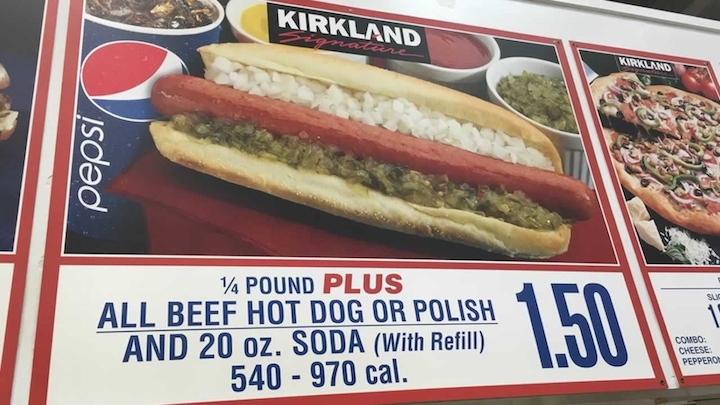 KIRKLAND
Signature
pepsi
¼ POUND PLUS
ALL BEEF HOT DOG OR POLISH
AND 20 oz. SODA (With Refill)
540 - 970 cal.
1.50
KIRKLAND
COMBO:
CHEESE: